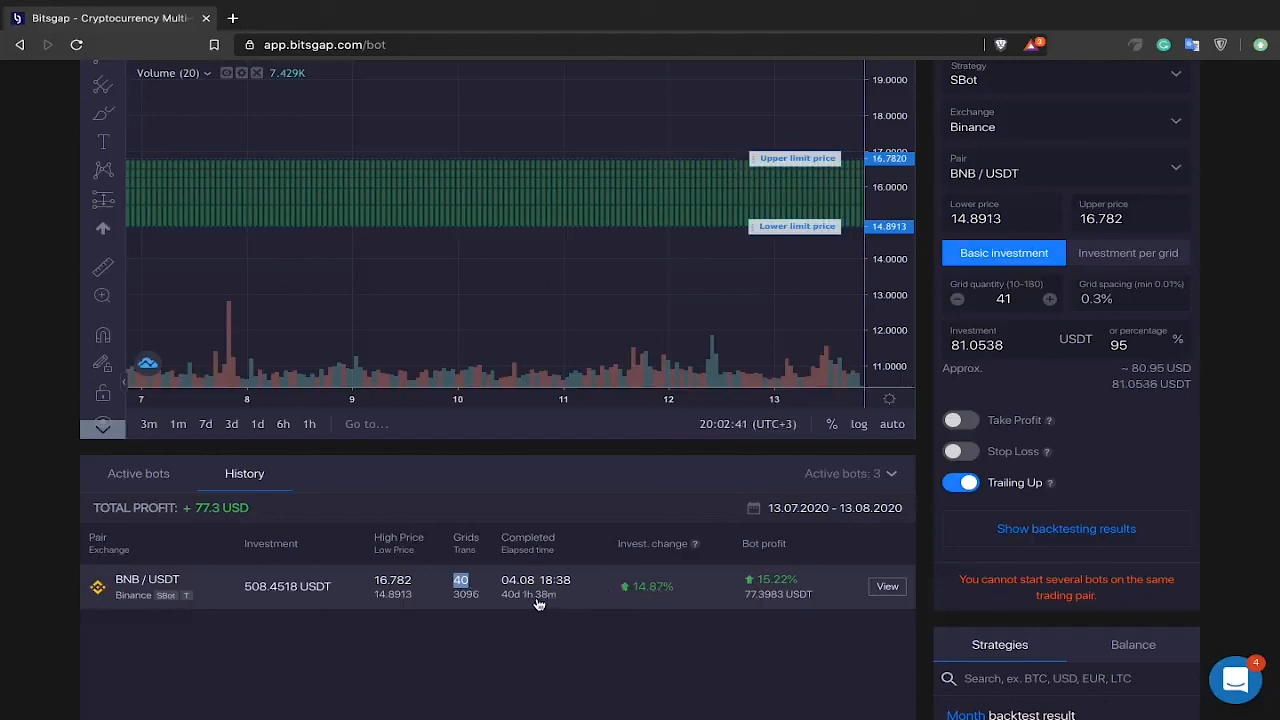 Bitsgap - Cryptocurrency Multi-
app.bitsgap.com/bot
3
Volume (20) 7.429K
19.0000
18.0000
17.0000
Upper limit price 16.7820
16.0000
Lower limit price 14.8913
14.0000
13.0000
12.0000
11.0000
7 8 9 10 11 12 13
3m 1m 7d 3d 1d 6h 1h Go to... 20:02:41 (UTC+3) % log auto
Strategy
SBot
Exchange
Binance
Pair
BNB / USDT
Lower price Upper price
14.8913 16.782
Basic investment Investment per grid
Grid quantity (10-180) Grid spacing (min 0.01%)
41 0.3%
Investment or percentage
81.0538 USDT 95 %
Approx. ~ 80.95 USD
81.0536 USDT
Take Profit ?
Stop Loss ?
Trailing Up ?
Show backtesting results
You cannot start several bots on the same
trading pair.
Strategies Balance
Search, ex. BTC, USD, EUR, LTC
Month backtest result
4
Active bots History Active bots: 3
TOTAL PROFIT: + 77.3 USD 13.07.2020 - 13.08.2020
Pair Investment High Price Grids Completed Invest. change ? Bot profit
Exchange Low Price Trans Elapsed time
BNB / USDT 508.4518 USDT 16.782 40 04.08 18:38 14.87% 15.22% View
Binance SBot T 14.8913 3096 40d 1h 38m 77.3983 USDT